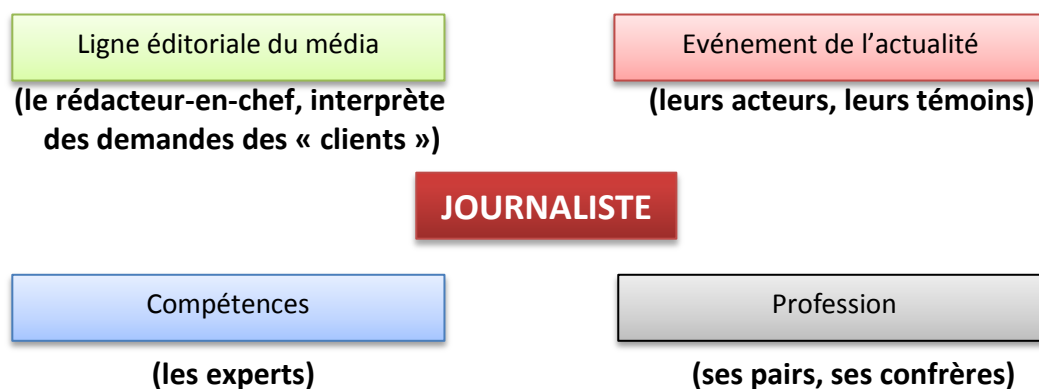 Ligne éditoriale du média
(le rédacteur-en-chef, interprète
des demandes des « clients »)
Evénement de l’actualité
(leurs acteurs, leurs témoins)
JOURNALISTE
Compétences
(les experts)
Profession
(ses pairs, ses confrères)